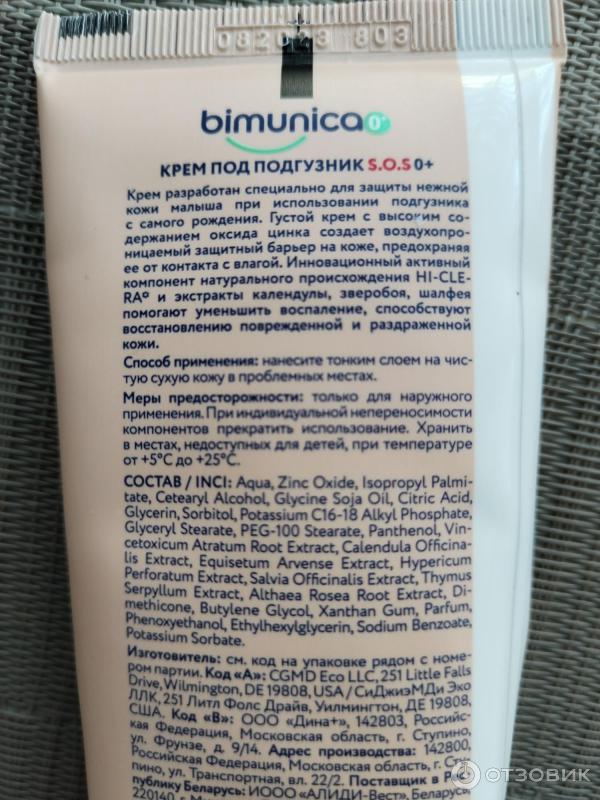 803
bimunica 0+
КРЕМ ПОД ПОДГУЗНИК S.O.S 0+
Крем разработан специально для защиты нежной
кожи малыша при использовании подгузника
с самого рождения. Густой крем с высоким со-
держанием оксида цинка создает воздухопро-
ницаемый защитный барьер на коже, предохраняя
ее от контакта с влагой. Инновационный активный
компонент натурального происхождения HI-CLE-
RA® и экстракты календулы, зверобоя, шалфея
помогают уменьшить воспаление, способствуют
восстановлению поврежденной и раздраженной
кожи.
Способ применения: нанесите тонким слоем на чис-
тую сухую кожу в проблемных местах.
Меры предосторожности: только для наружного
применения. При индивидуальной непереносимости
компонентов прекратить использование. Хранить
в местах, недоступных для детей, при температуре
от +5°С до +25°С.
СОСТАВ / INCI: Aqua, Zinc Oxide, Isopropyl Palmi-
tate, Cetearyl Alcohol, Glycine Soja Oil, Citric Acid,
Glycerin, Sorbitol, Potassium C16-18 Alkyl Phosphate,
Glyceryl Stearate, PEG-100 Stearate, Panthenol, Vin-
cetoxicum Atratum Root Extract, Calendula Officina-
lis Extract, Equisetum Arvense Extract, Hypericum
Perforatum Extract, Salvia Officinalis Extract, Thymus
Serpyllum Extract, Althaea Rosea Root Extract, Di-
methicone, Butylene Glycol, Xanthan Gum, Parfum,
Phenoxyethanol, Ethylhexylglycerin, Sodium Benzoate,
Potassium Sorbate.
Изготовитель: см. код на упаковке рядом с номе-
ром партии. Код «А»: CGMD Eco LLC, 251 Little Falls
Drive, Wilmington, DE 19808, USA / СиДжиЭмДи Эко
ЛЛК, 251 Литл Фолс Драйв, Уилмингтон, ДЕ 19808,
США. Код «В»: ООО «Дина+», 142803, Российс-
кая Федерация, Московская область, г. Ступино,
ул. Фрунзе, д. 9/14. Адрес производства: 142800,
Российская Федерация, Московская область, г. Сту-
пино, ул. Транспортная, вл. 22/2. Поставщик в Рес-
публику Беларусь: ИООО «АЛИДИ-Вест», Беларусь,
220140, г.
отзовик